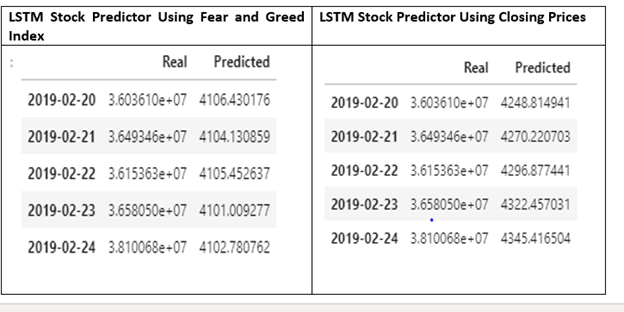 LSTM Stock Predictor Using Fear and Greed
Index
:
Real Predicted
2019-02-20 3.603610e+07 4106.430176
2019-02-21 3.649346e+07 4104.130859
2019-02-22 3.615363e+07 4105.452637
2019-02-23 3.658050e+07 4101.009277
2019-02-24 3.810068e+07 4102.780762
LSTM Stock Predictor Using Closing Prices
Real Predicted
2019-02-20 3.603610e+07 4248.814941
2019-02-21 3.649346e+07 4270.220703
2019-02-22 3.615363e+07 4296.877441
2019-02-23 3.658050e+07 4322.457031
2019-02-24 3.810068e+07 4345.416504